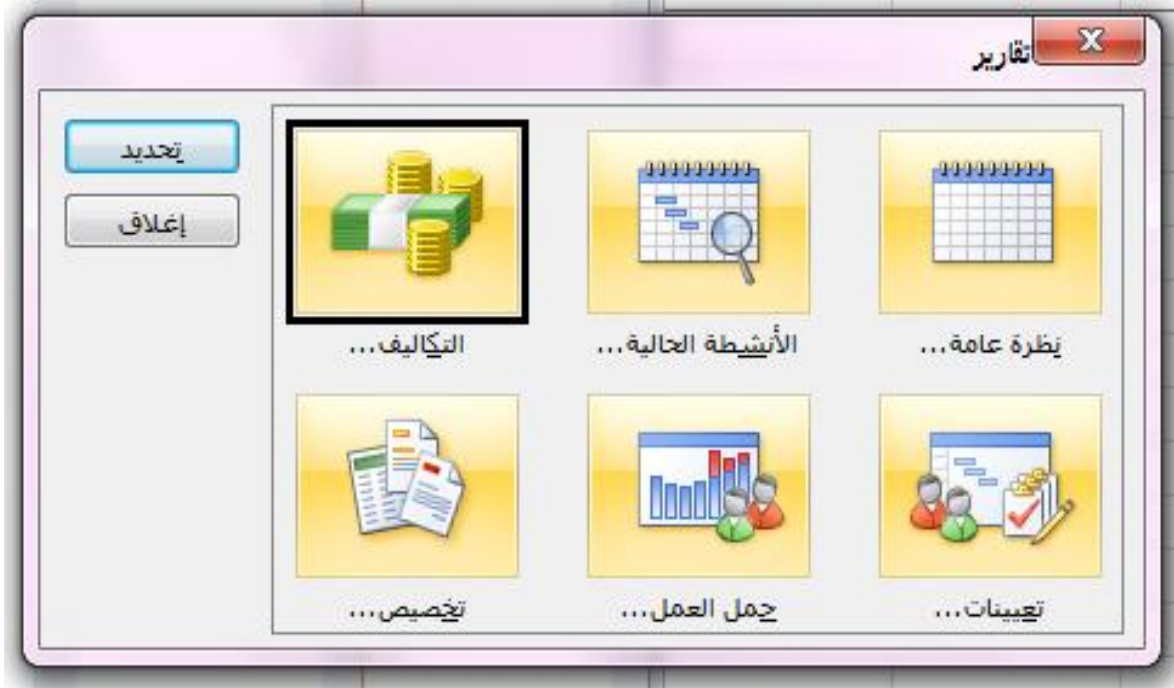 تقارير
نظرة عامة...
الأنشطة الحالية...
التكاليف...
تعيينات...
حمل العمل...
تخصيص...
تحديد
إغلاق